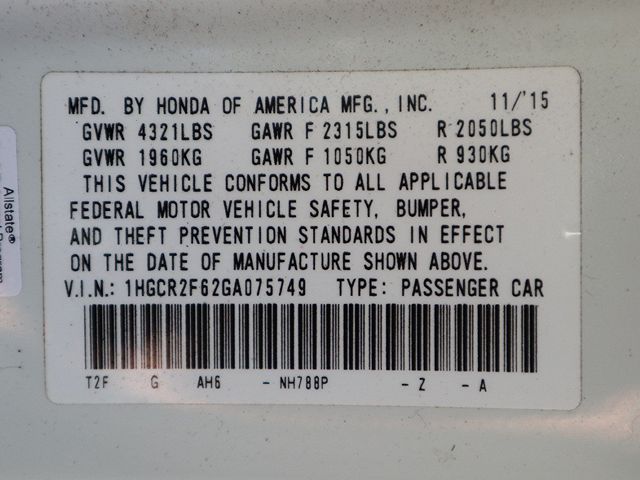 MFD. BY HONDA OF AMERICA MFG., INC. 11/'15
GVWR 4321LBS GAWR F 2315LBS R 2050LBS
GVWR 1960KG GAWR F 1050KG R 930KG
THIS VEHICLE CONFORMS TO ALL APPLICABLE
FEDERAL MOTOR VEHICLE SAFETY, BUMPER,
AND THEFT PREVENTION STANDARDS IN EFFECT
ON THE DATE OF MANUFACTURE SHOWN ABOVE.
V.I.N.: 1HGCR2F62GA075749 TYPE: PASSENGER CAR
T2F G AH6 - NH788P - Z - A
Allstate®